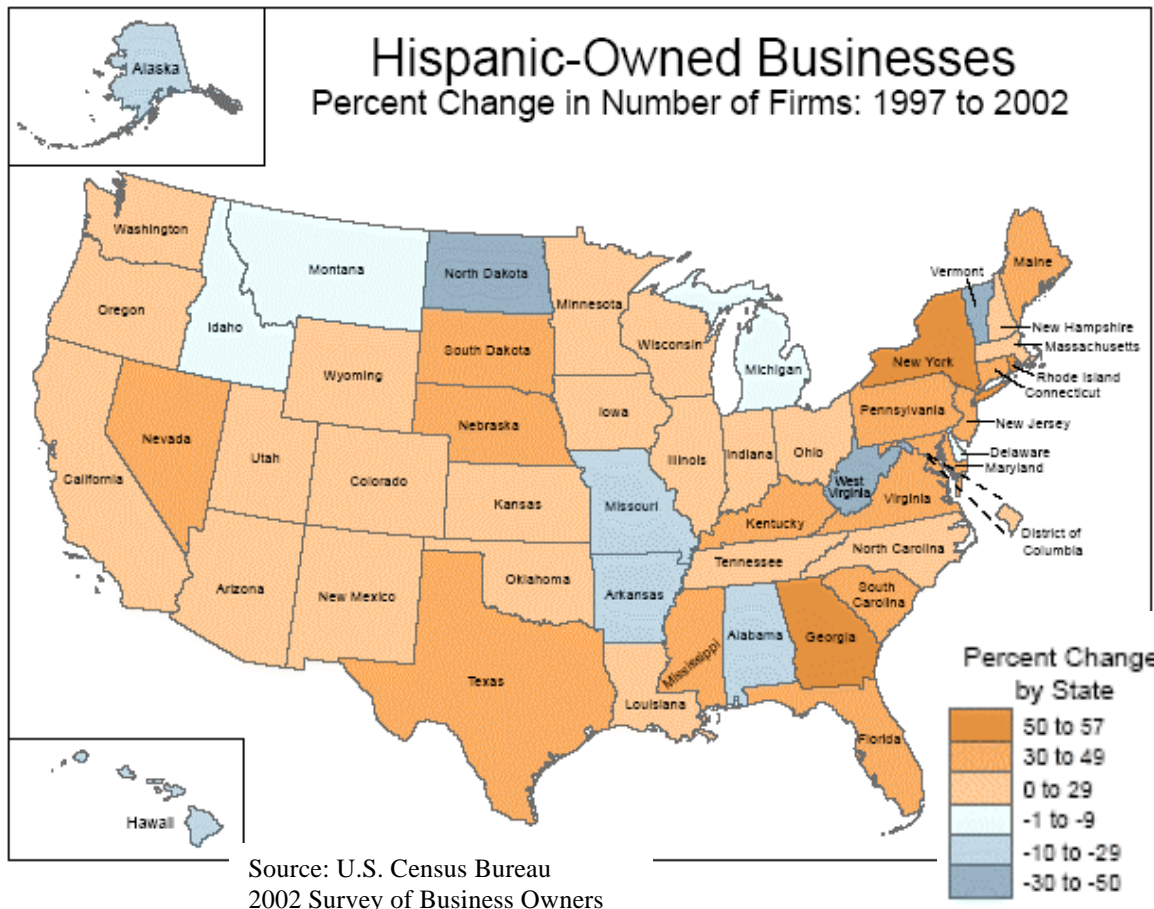 Hispanic-Owned Businesses
Percent Change in Number of Firms: 1997 to 2002
Alaska
Washington
Oregon
California
Nevada
Idaho
Montana
Wyoming
Utah
Arizona
Colorado
New Mexico
North Dakota
South Dakota
Nebraska
Kansas
Oklahoma
Texas
Minnesota
Iowa
Missouri
Arkansas
Louisiana
Wisconsin
Illinois
Michigan
Indiana
Ohio
Kentucky
Tennessee
Mississippi
Alabama
Georgia
Florida
South
Carolina
North Carolina
Virginia
West
Virginia
Pennsylvania
New York
Vermont
Maine
New Hampshire
Massachusetts
Rhode Island
Connecticut
New Jersey
Delaware
Maryland
District of
Columbia
Hawaii
Percent Change
by State
50 to 57
30 to 49
0 to 29
-1 to -9
-10 to -29
-30 to -50
Source: U.S. Census Bureau
2002 Survey of Business Owners